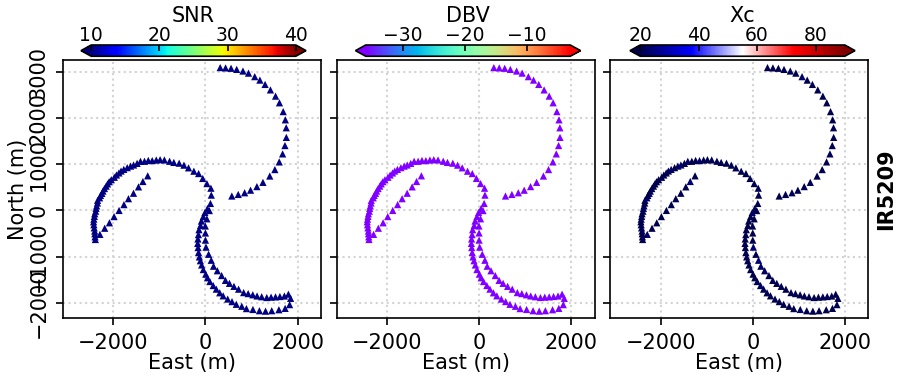 SNR DBV Xc
10 20 30 40 −30 −20 −10 20 40 60 80
North (m)
3000
2000
1000
0
−1000
−2000
IR5209
−2000 0 2000 −2000 0 2000 −2000 0 2000
East (m) East (m) East (m)